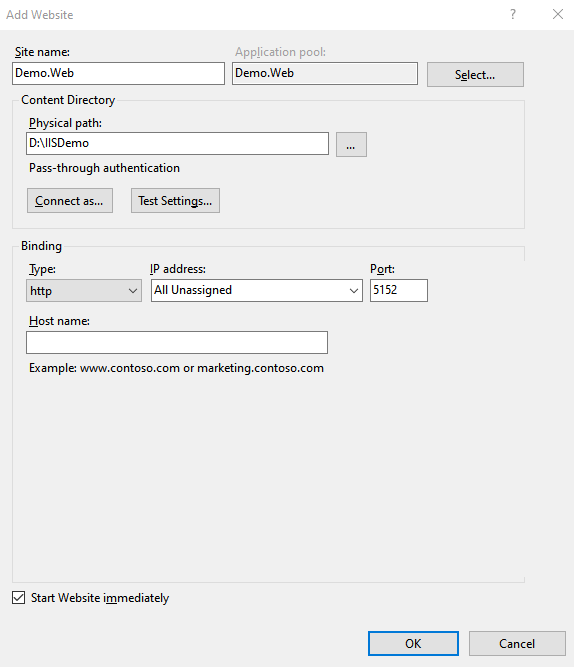 Add Website ?
Site name: Application pool:
Demo.Web Demo.Web Select...
Content Directory
Physical path:
D:\IISDemo ...
Pass-through authentication
Connect as... Test Settings...
Binding
Type: IP address: Port:
http All Unassigned 5152
Host name:
Example: www.contoso.com or marketing.contoso.com
Start Website immediately
OK Cancel